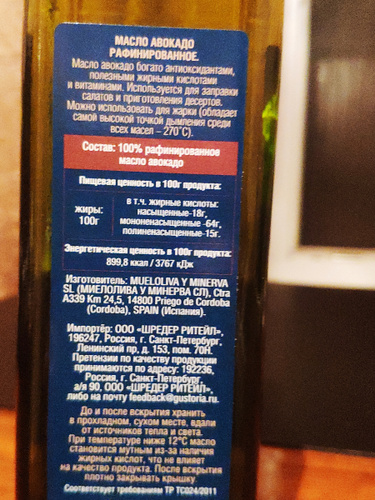 МАСЛО АВОКАДО
РАФИНИРОВАННОЕ.
Масло авокадо богато антиоксидантами,
полезными жирными кислотами
и витаминами. Используется для заправки
салатов и приготовления десертов.
Можно использовать для жарки (обладает
самой высокой точкой дымления среди
всех масел – 270°С).
Состав: 100% рафинированное
масло авокадо
Пищевая ценность в 100г продукта:
жиры:
100г
в т.ч. жирные кислоты:
насыщенные-18г,
мононенасыщенные -64г,
полиненасыщенные-15г.
Энергетическая ценность в 100г продукта:
899,8 ккал / 3767 кДж
Изготовитель: MUELOLIVA Y MINERVA
SL (МИЕЛОЛИВА У МИНЕРВА СЛ), Ctra
A339 Km 24,5, 14800 Priego de Cordoba
(Cordoba), SPAIN (Испания).
Импортёр: ООО «ШРЕДЕР РИТЕЙЛ»,
196247, Россия, г. Санкт-Петербург,
Ленинский пр, д. 153, пом. 70Н.
Претензии по качеству продукции
принимаются по адресу: 192236,
Россия, г. Санкт-Петербург,
а/я 90, ООО «ШРЕДЕР РИТЕЙЛ»,
либо на почту feedback@gustoria.ru.
До и после вскрытия хранить
в прохладном, сухом месте, вдали
от источников тепла и света.
При температуре ниже 12°С масло
становится мутным из-за наличия
жирных кислот, что не влияет
на качество продукта. После вскрытия
плотно закрывать крышку.
Соответствует требованиям ТР ТС024/2011